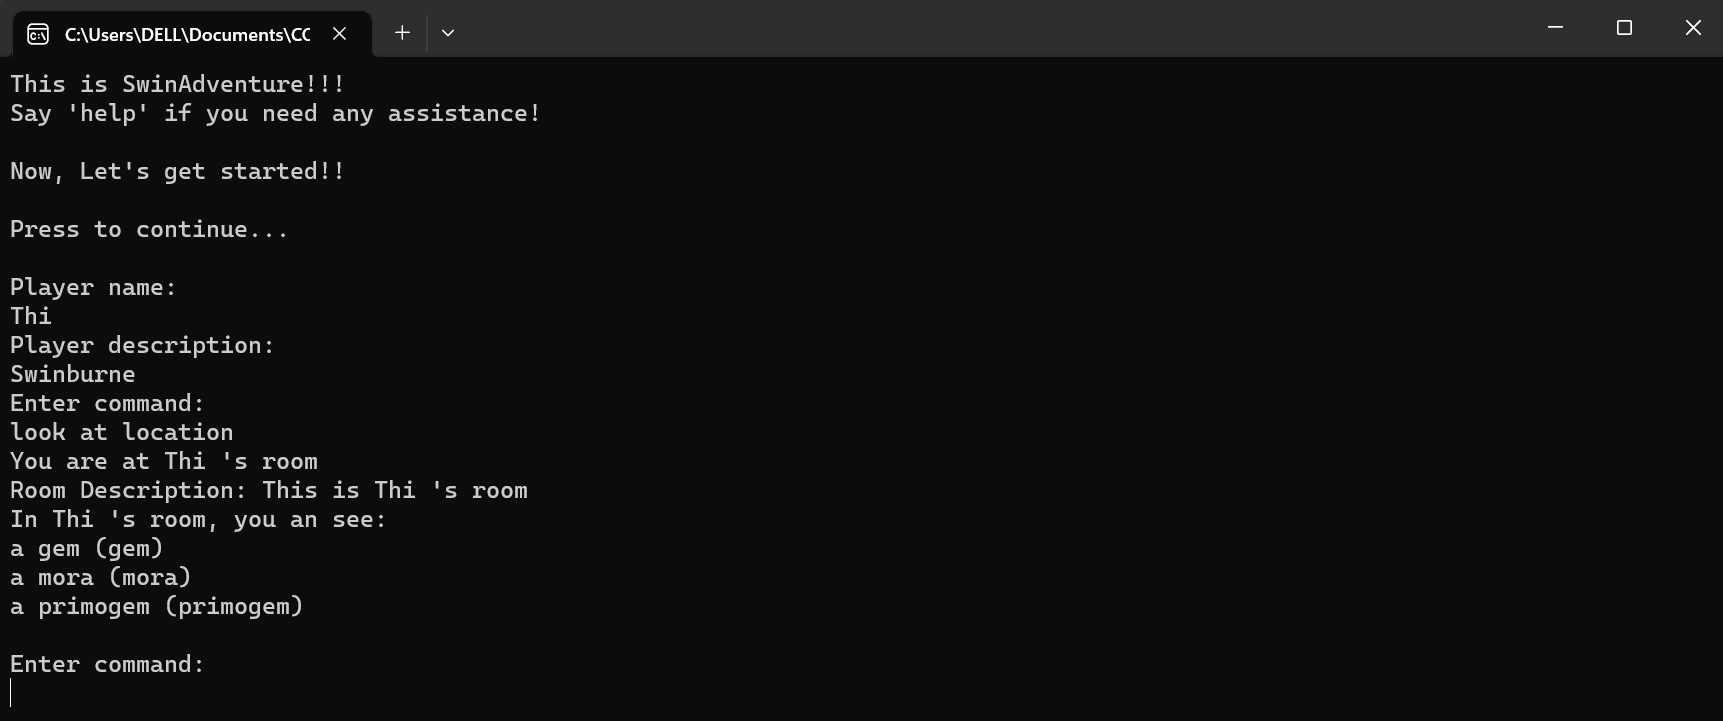 C:\Users\DELL\Documents\CC
This is SwinAdventure!!!
Say 'help' if you need any assistance!
Now, Let's get started!!
Press to continue...
Player name:
Thi
Player description:
Swinburne
Enter command:
look at location
You are at Thi 's room
Room Description: This is Thi 's room
In Thi 's room, you an see:
a gem (gem)
a mora (mora)
a primogem (primogem)
Enter command: